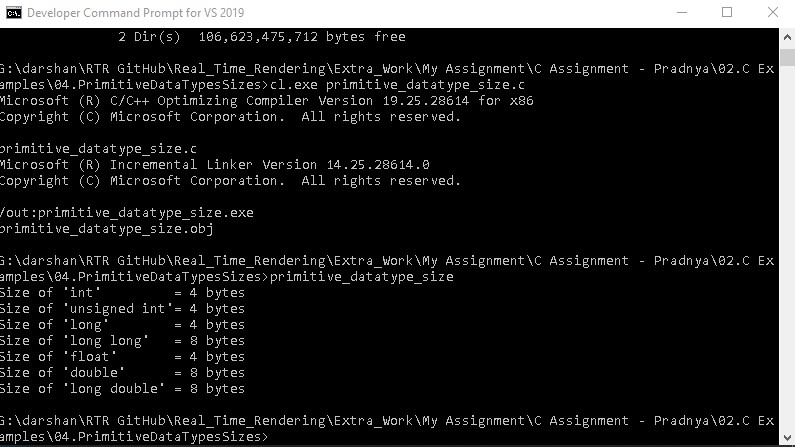 Developer Command Prompt for VS 2019
2 Dir(s)  106,623,475,712 bytes free
G:\darshan\RTR GitHub\Real_Time_Rendering\Extra_Work\My Assignment\C Assignment - Pradnya\02.C Ex
amples\04.PrimitiveDataTypesSizes>cl.exe primitive_datatype_size.c
Microsoft (R) C/C++ Optimizing Compiler Version 19.25.28614 for x86
Copyright (C) Microsoft Corporation.  All rights reserved.
primitive_datatype_size.c
Microsoft (R) Incremental Linker Version 14.25.28614.0
Copyright (C) Microsoft Corporation.  All rights reserved.
/out:primitive_datatype_size.exe
primitive_datatype_size.obj
G:\darshan\RTR GitHub\Real_Time_Rendering\Extra_Work\My Assignment\C Assignment - Pradnya\02.C Ex
amples\04.PrimitiveDataTypesSizes>primitive_datatype_size
Size of 'int'         = 4 bytes
Size of 'unsigned int'= 4 bytes
Size of 'long'        = 4 bytes
Size of 'long long'   = 8 bytes
Size of 'float'       = 4 bytes
Size of 'double'      = 8 bytes
Size of 'long double' = 8 bytes
G:\darshan\RTR GitHub\Real_Time_Rendering\Extra_Work\My Assignment\C Assignment - Pradnya\02.C Ex
amples\04.PrimitiveDataTypesSizes>